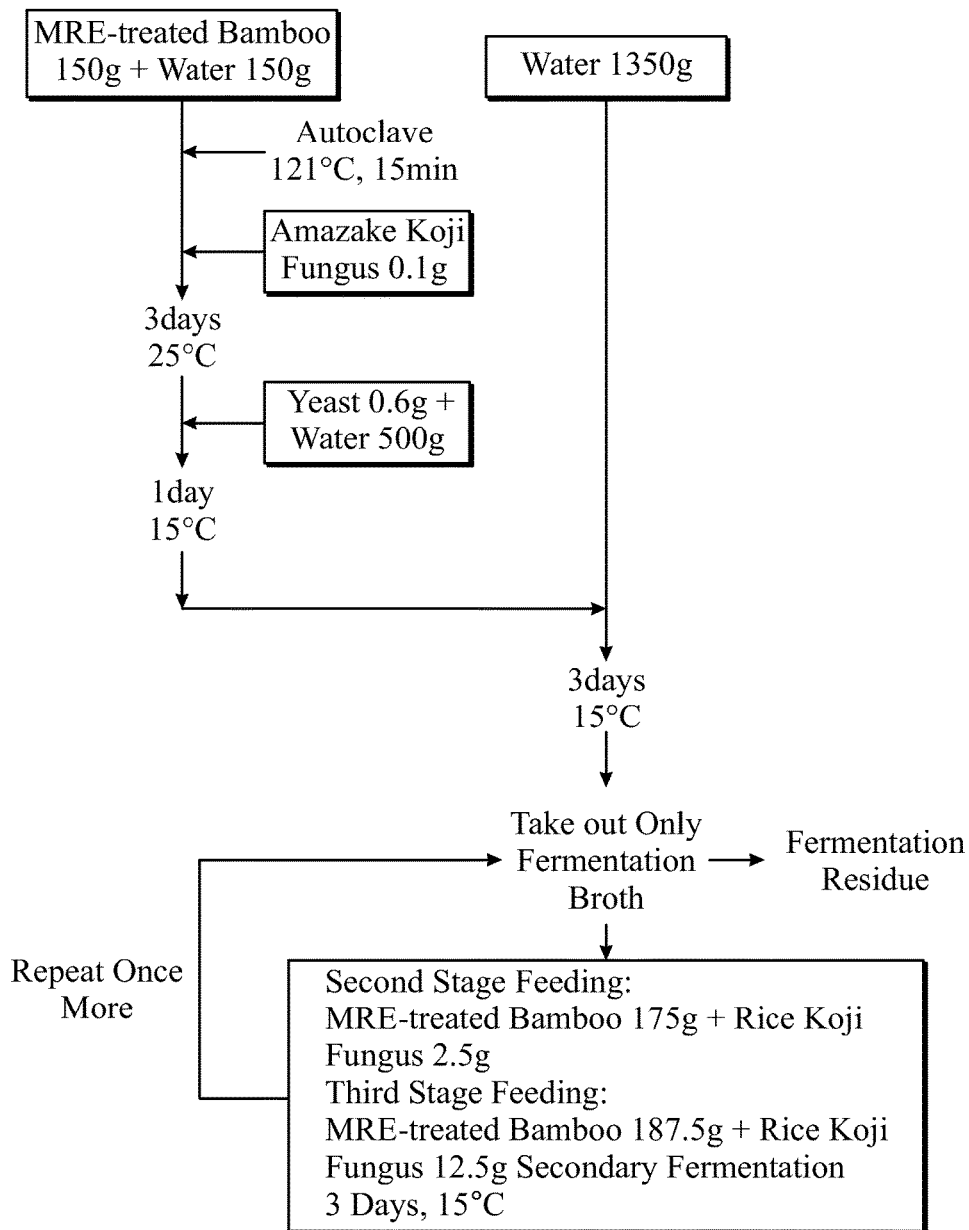 MRE-treated Bamboo
150g + Water 150g
Water 1350g
Autoclave
121°C, 15min
Amazake Koji
Fungus 0.1g
3days
25°C
Yeast 0.6g +
Water 500g
1day
15°C
3days
15°C
Take out Only
Fermentation
Broth
Fermentation
Residue
Repeat Once
More
Second Stage Feeding:
MRE-treated Bamboo 175g + Rice Koji
Fungus 2.5g
Third Stage Feeding:
MRE-treated Bamboo 187.5g + Rice Koji
Fungus 12.5g Secondary Fermentation
3 Days, 15°C